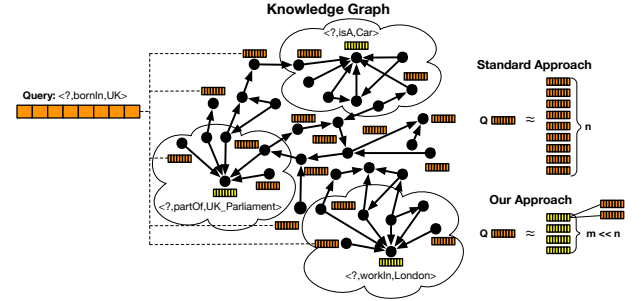 Knowledge Graph
<?,isA,Car>
Query: <?,bornIn,UK>
<?,partOf,UK_Parliament>
<?,workIn,London>
Standard Approach
Q ≈ n
Our Approach
Q ≈ m << n